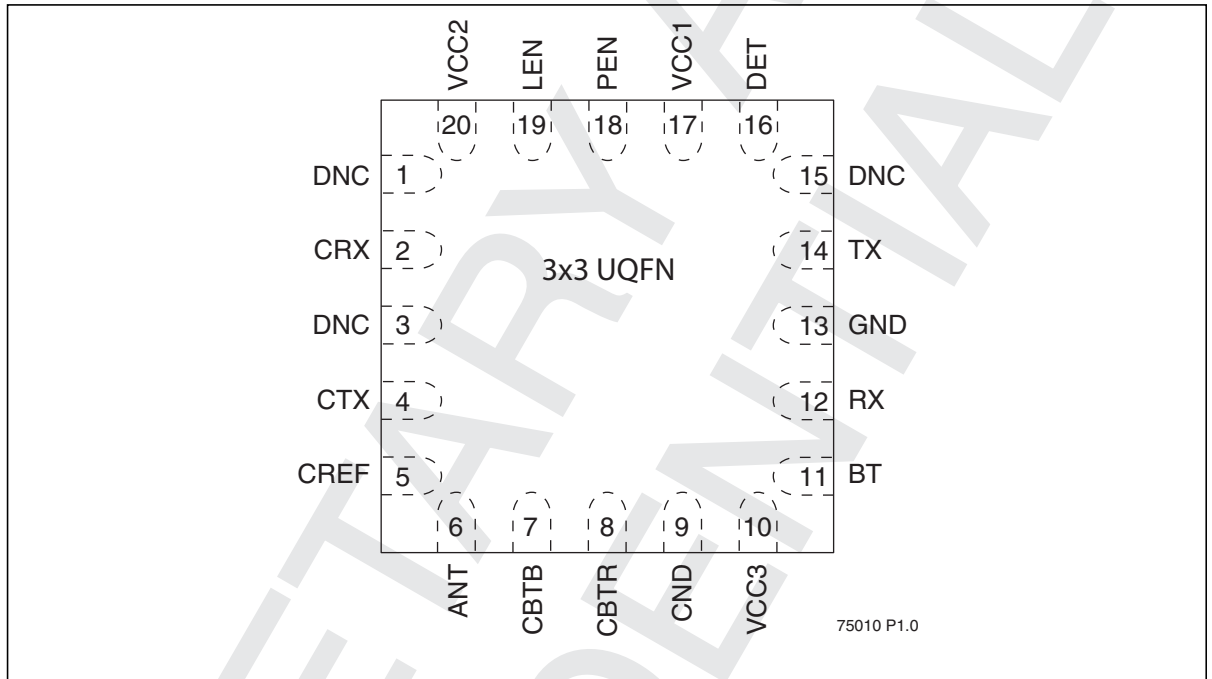 VCC2 LEN PEN VCC1 DET
20 19 18 17 16
DNC 1 15 DNC
CRX 2 14 TX
3x3 UQFN
DNC 3 13 GND
CTX 4 12 RX
CREF 5 11 BT
6 7 8 9 10
ANT CBTB CBTR CND VCC3
75010 P1.0